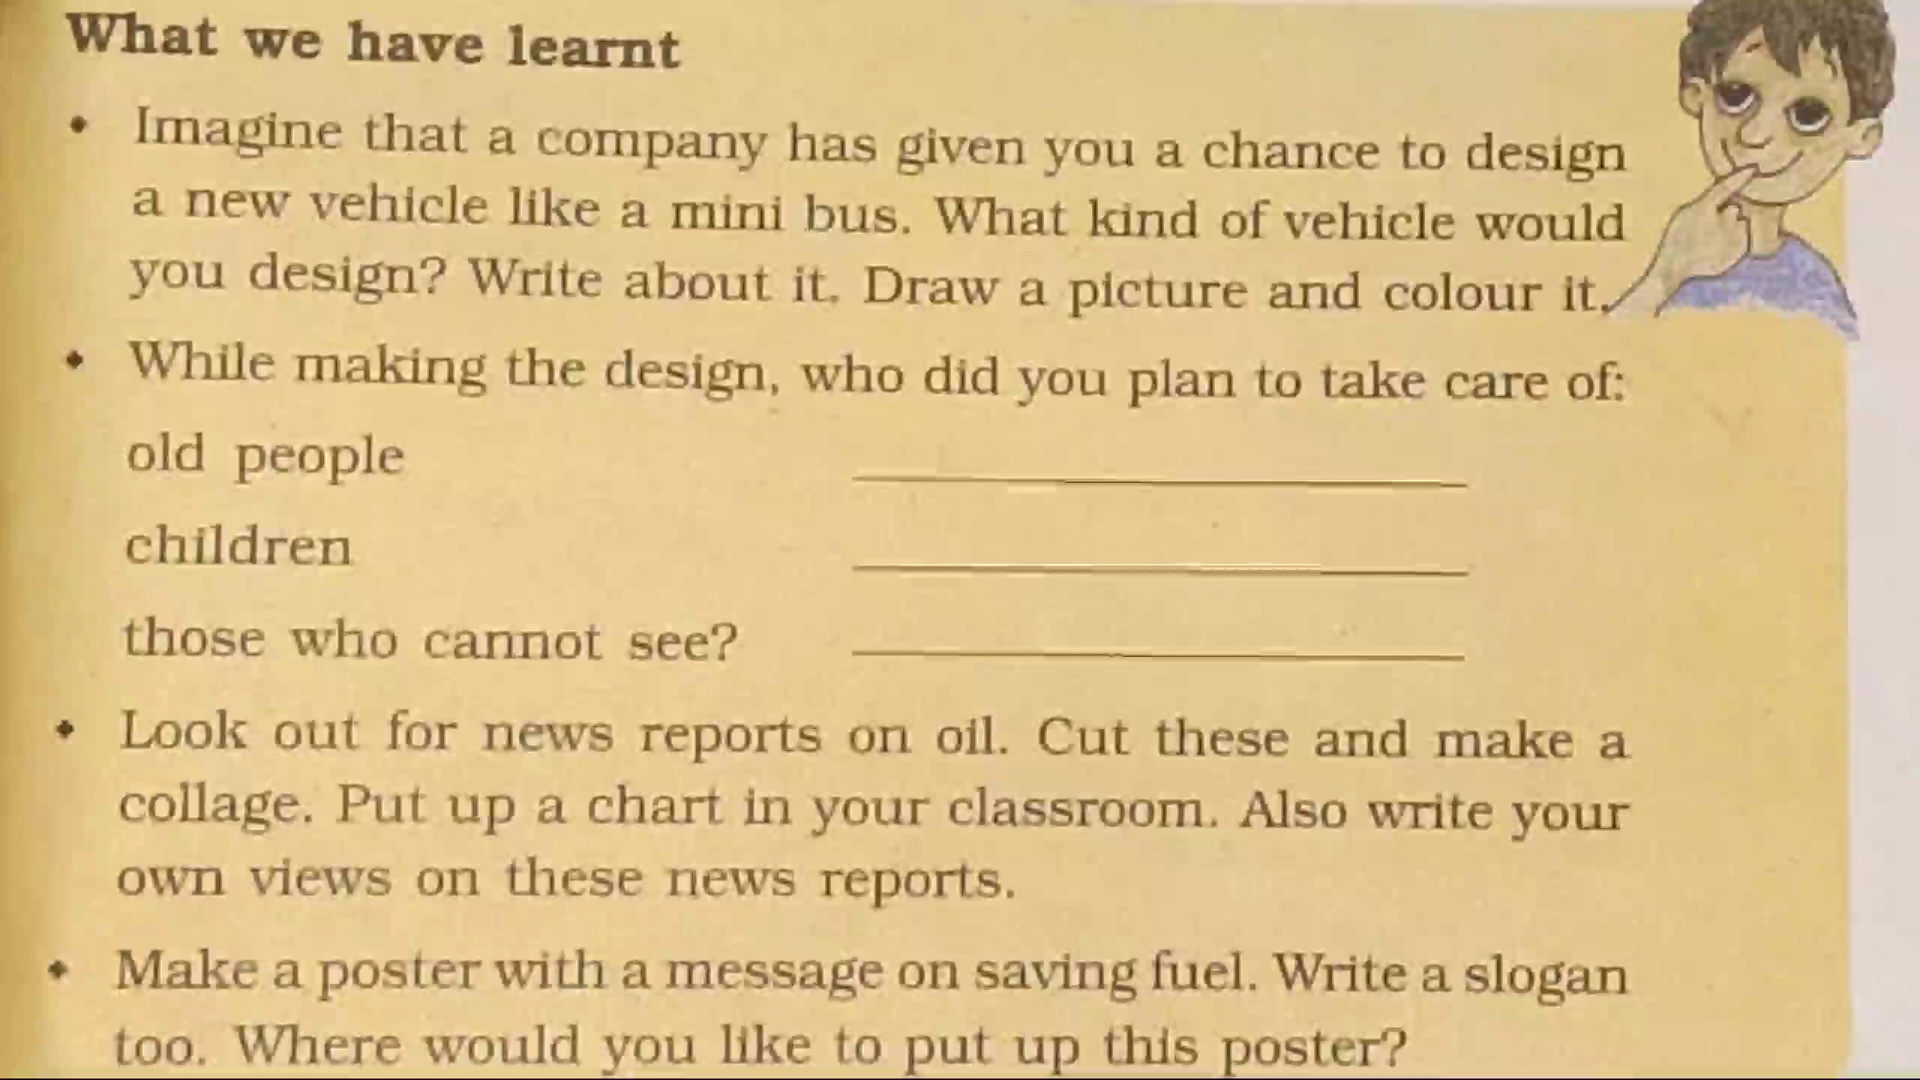 What we have learnt
• Imagine that a company has given you a chance to design
a new vehicle like a mini bus. What kind of vehicle would
you design? Write about it. Draw a picture and colour it.
• While making the design, who did you plan to take care of:
old people
children
those who cannot see?
• Look out for news reports on oil. Cut these and make a
collage. Put up a chart in your classroom. Also write your
own views on these news reports.
• Make a poster with a message on saving fuel. Write a slogan
too. Where would you like to put up this poster?